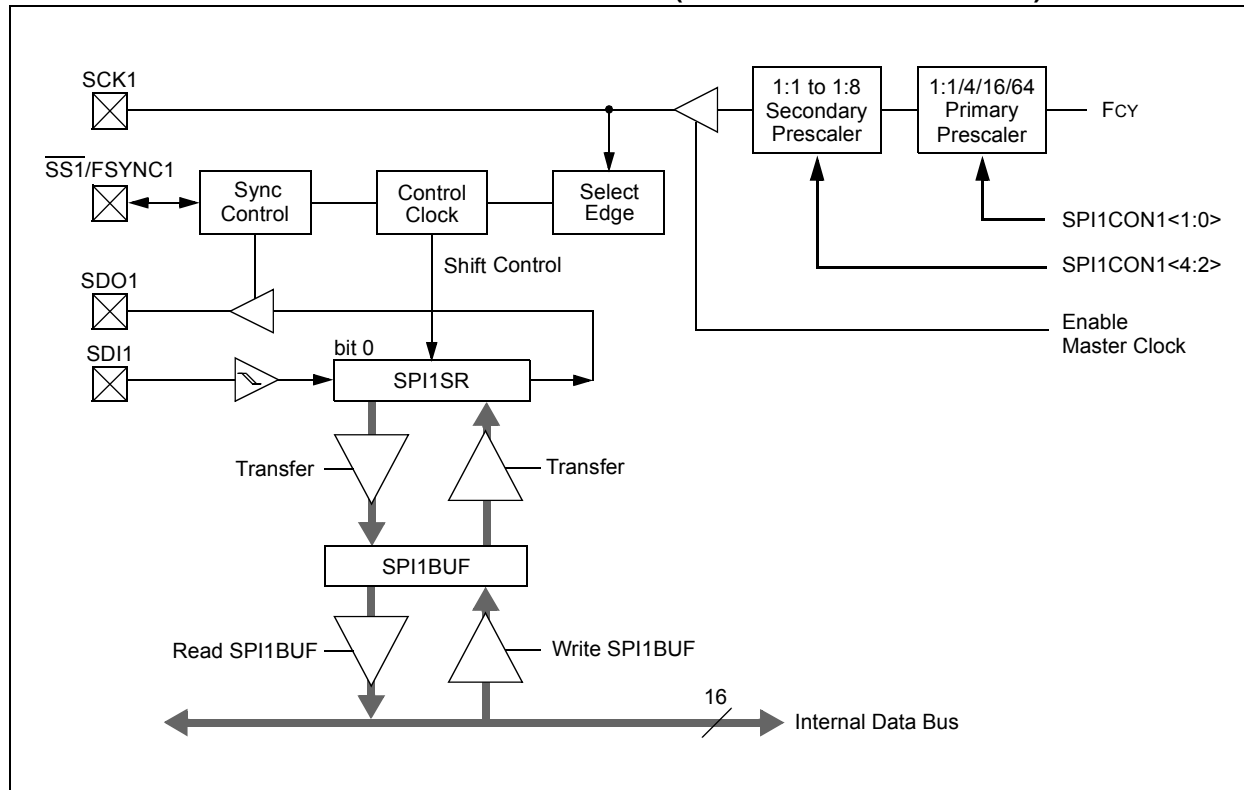 SCK1
1:1 to 1:8
Secondary
Prescaler
1:1/4/16/64
Primary
Prescaler
FCY
SS1/FSYNC1
Sync
Control
Control
Clock
Select
Edge
SPI1CON1<1:0>
SPI1CON1<4:2>
Shift Control
SDO1
Enable
Master Clock
SDI1
bit 0
SPI1SR
Transfer
Transfer
SPI1BUF
Read SPI1BUF
Write SPI1BUF
16
Internal Data Bus